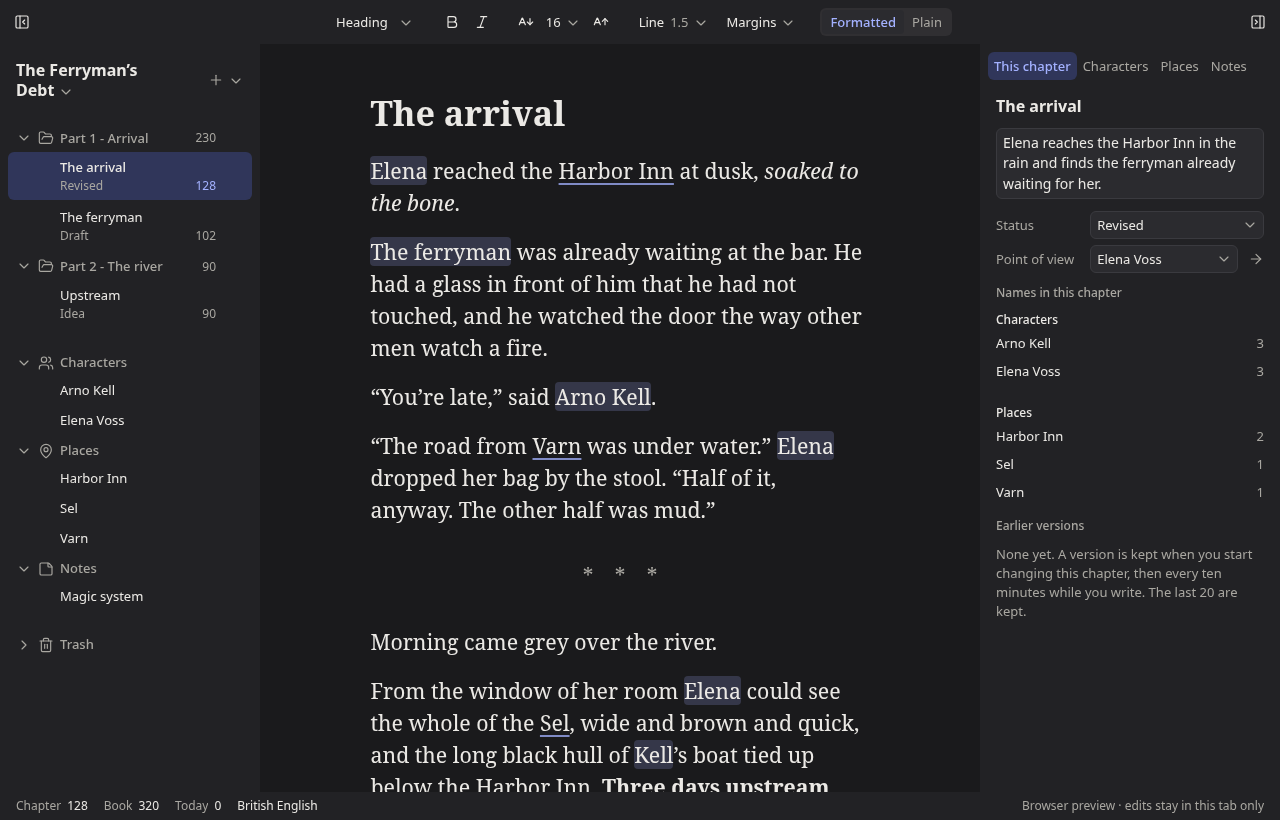 Heading
16
Line 1.5
Margins
Formatted
Plain
The Ferryman’s
Debt
Part 1 - Arrival 230
The arrival
Revised 128
The ferryman
Draft 102
Part 2 - The river 90
Upstream
Idea 90
Characters
Arno Kell
Elena Voss
Places
Harbor Inn
Sel
Varn
Notes
Magic system
Trash
The arrival
Elena reached the Harbor Inn at dusk, soaked to
the bone.
The ferryman was already waiting at the bar. He
had a glass in front of him that he had not
touched, and he watched the door the way other
men watch a fire.
“You’re late,” said Arno Kell.
“The road from Varn was under water.” Elena
dropped her bag by the stool. “Half of it,
anyway. The other half was mud.”
* * *
Morning came grey over the river.
From the window of her room Elena could see
the whole of the Sel, wide and brown and quick,
and the long black hull of Kell’s boat tied up
below the Harbor Inn. Three days upstream
This chapter
Characters
Places
Notes
The arrival
Elena reaches the Harbor Inn in the
rain and finds the ferryman already
waiting for her.
Status Revised
Point of view Elena Voss
Names in this chapter
Characters
Arno Kell 3
Elena Voss 3
Places
Harbor Inn 2
Sel 1
Varn 1
Earlier versions
None yet. A version is kept when you start
changing this chapter, then every ten
minutes while you write. The last 20 are
kept.
Chapter 128 Book 320 Today 0 British English
Browser preview · edits stay in this tab only